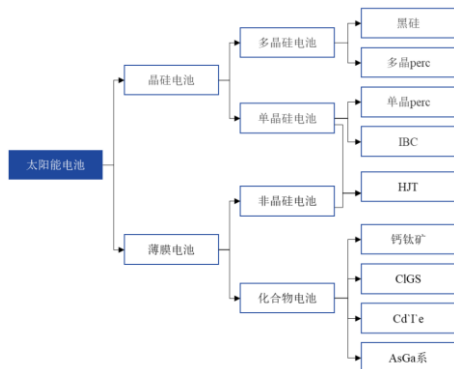 太阳能电池
晶硅电池
薄膜电池
多晶硅电池
单晶硅电池
非晶硅电池
化合物电池
黑硅
多晶perc
单晶perc
IBC
HJT
钙钛矿
CIGS
CdTe
AsGa系